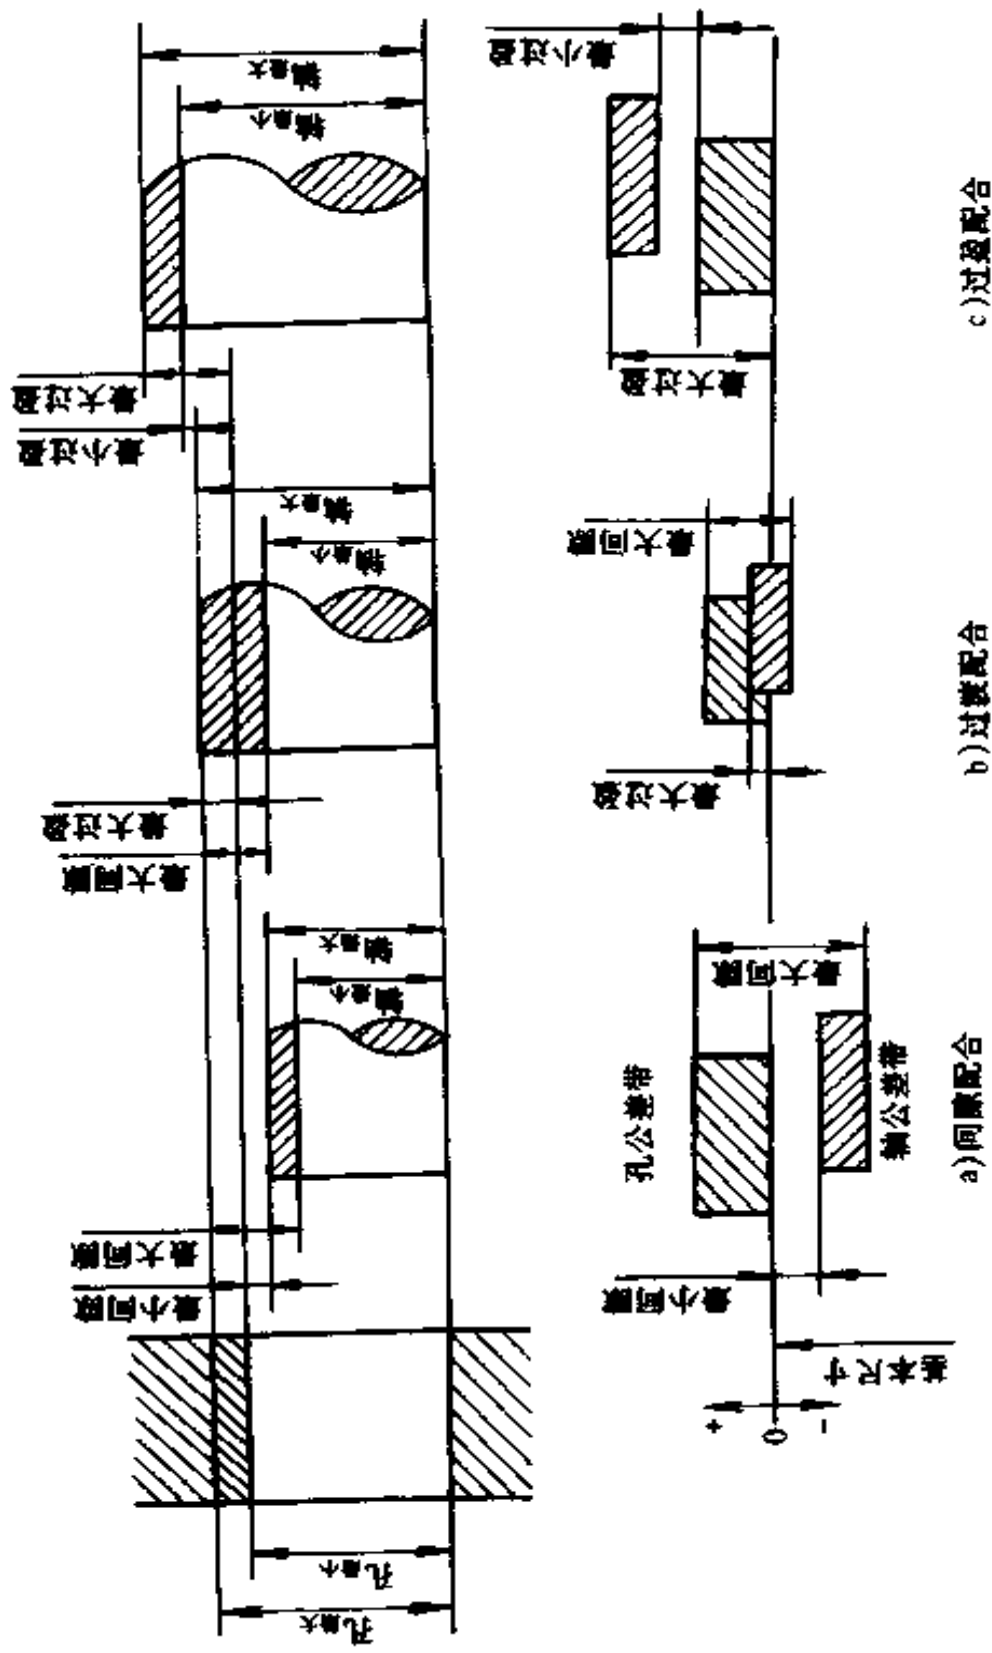 最小间隙
最大间隙
轴最小
轴最大
最大间隙
最大过盈
轴最小
轴最大
最小过盈
最大过盈
轴最小
轴最大
孔最小
孔最大
+
0
-
基本尺寸
最小间隙
孔公差带
轴公差带
最大间隙
最大过盈
最大间隙
最大过盈
最小过盈
a)间隙配合
b)过渡配合
c)过盈配合